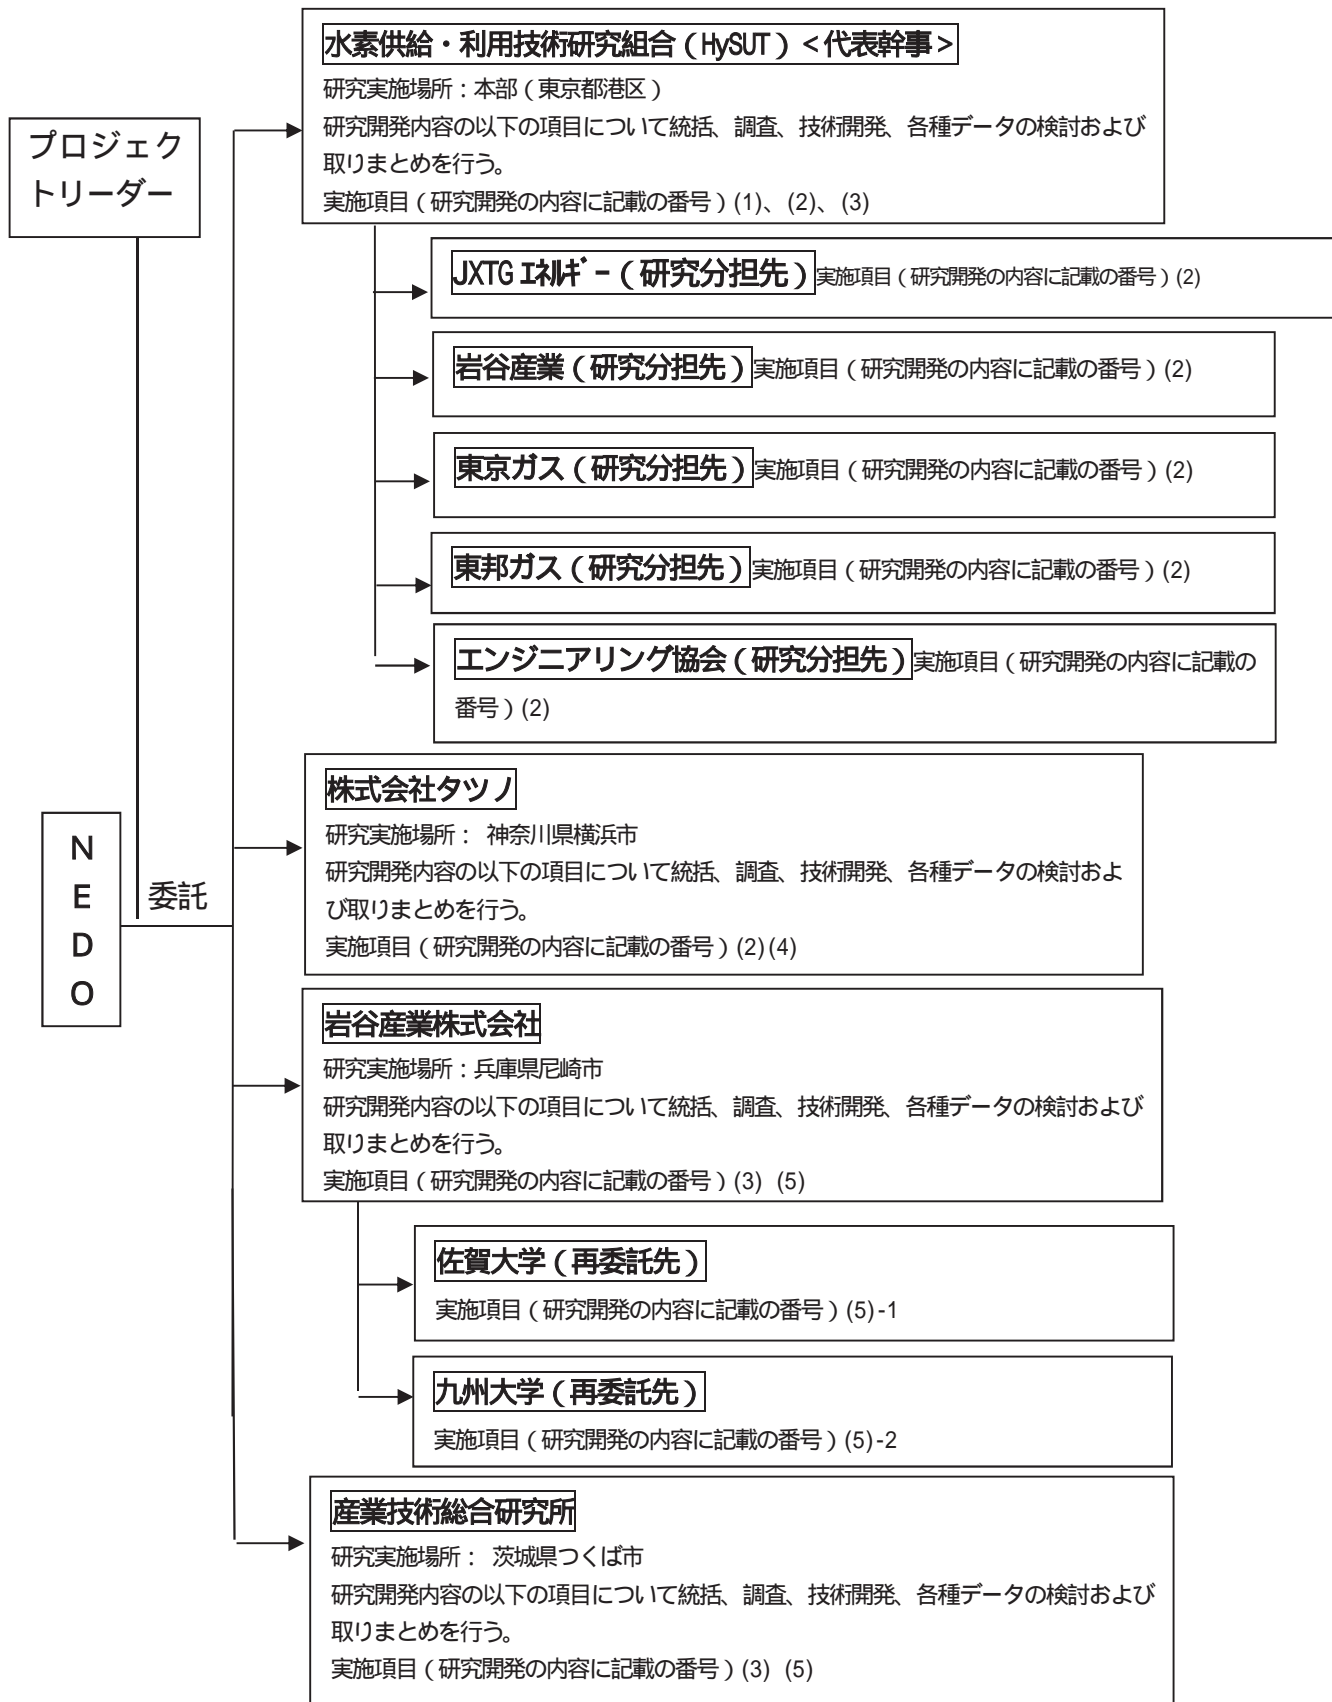 水素供給・利用技術研究組合（HySUT）<代表幹事>
研究実施場所：本部（東京都港区）
研究開発内容の以下の項目について統括、調査、技術開発、各種データの検討および
取りまとめを行う。
実施項目（研究開発の内容に記載の番号）(1)、(2)、(3)
プロジェク
トリーダー
JXTG ｴﾈﾙｷﾞｰ（研究分担先）実施項目（研究開発の内容に記載の番号）(2)
岩谷産業（研究分担先）実施項目（研究開発の内容に記載の番号）(2)
東京ガス（研究分担先）実施項目（研究開発の内容に記載の番号）(2)
東邦ガス（研究分担先）実施項目（研究開発の内容に記載の番号）(2)
エンジニアリング協会（研究分担先）実施項目（研究開発の内容に記載の
番号）(2)
株式会社タツノ
研究実施場所： 神奈川県横浜市
研究開発内容の以下の項目について統括、調査、技術開発、各種データの検討およ
び取りまとめを行う。
実施項目（研究開発の内容に記載の番号）(2)(4)
N
E
D
O
委託
岩谷産業株式会社
研究実施場所：兵庫県尼崎市
研究開発内容の以下の項目について統括、調査、技術開発、各種データの検討および
取りまとめを行う。
実施項目（研究開発の内容に記載の番号）(3) (5)
佐賀大学（再委託先）
実施項目（研究開発の内容に記載の番号）(5)-1
九州大学（再委託先）
実施項目（研究開発の内容に記載の番号）(5)-2
産業技術総合研究所
研究実施場所： 茨城県つくば市
研究開発内容の以下の項目について統括、調査、技術開発、各種データの検討および
取りまとめを行う。
実施項目（研究開発の内容に記載の番号）(3) (5)